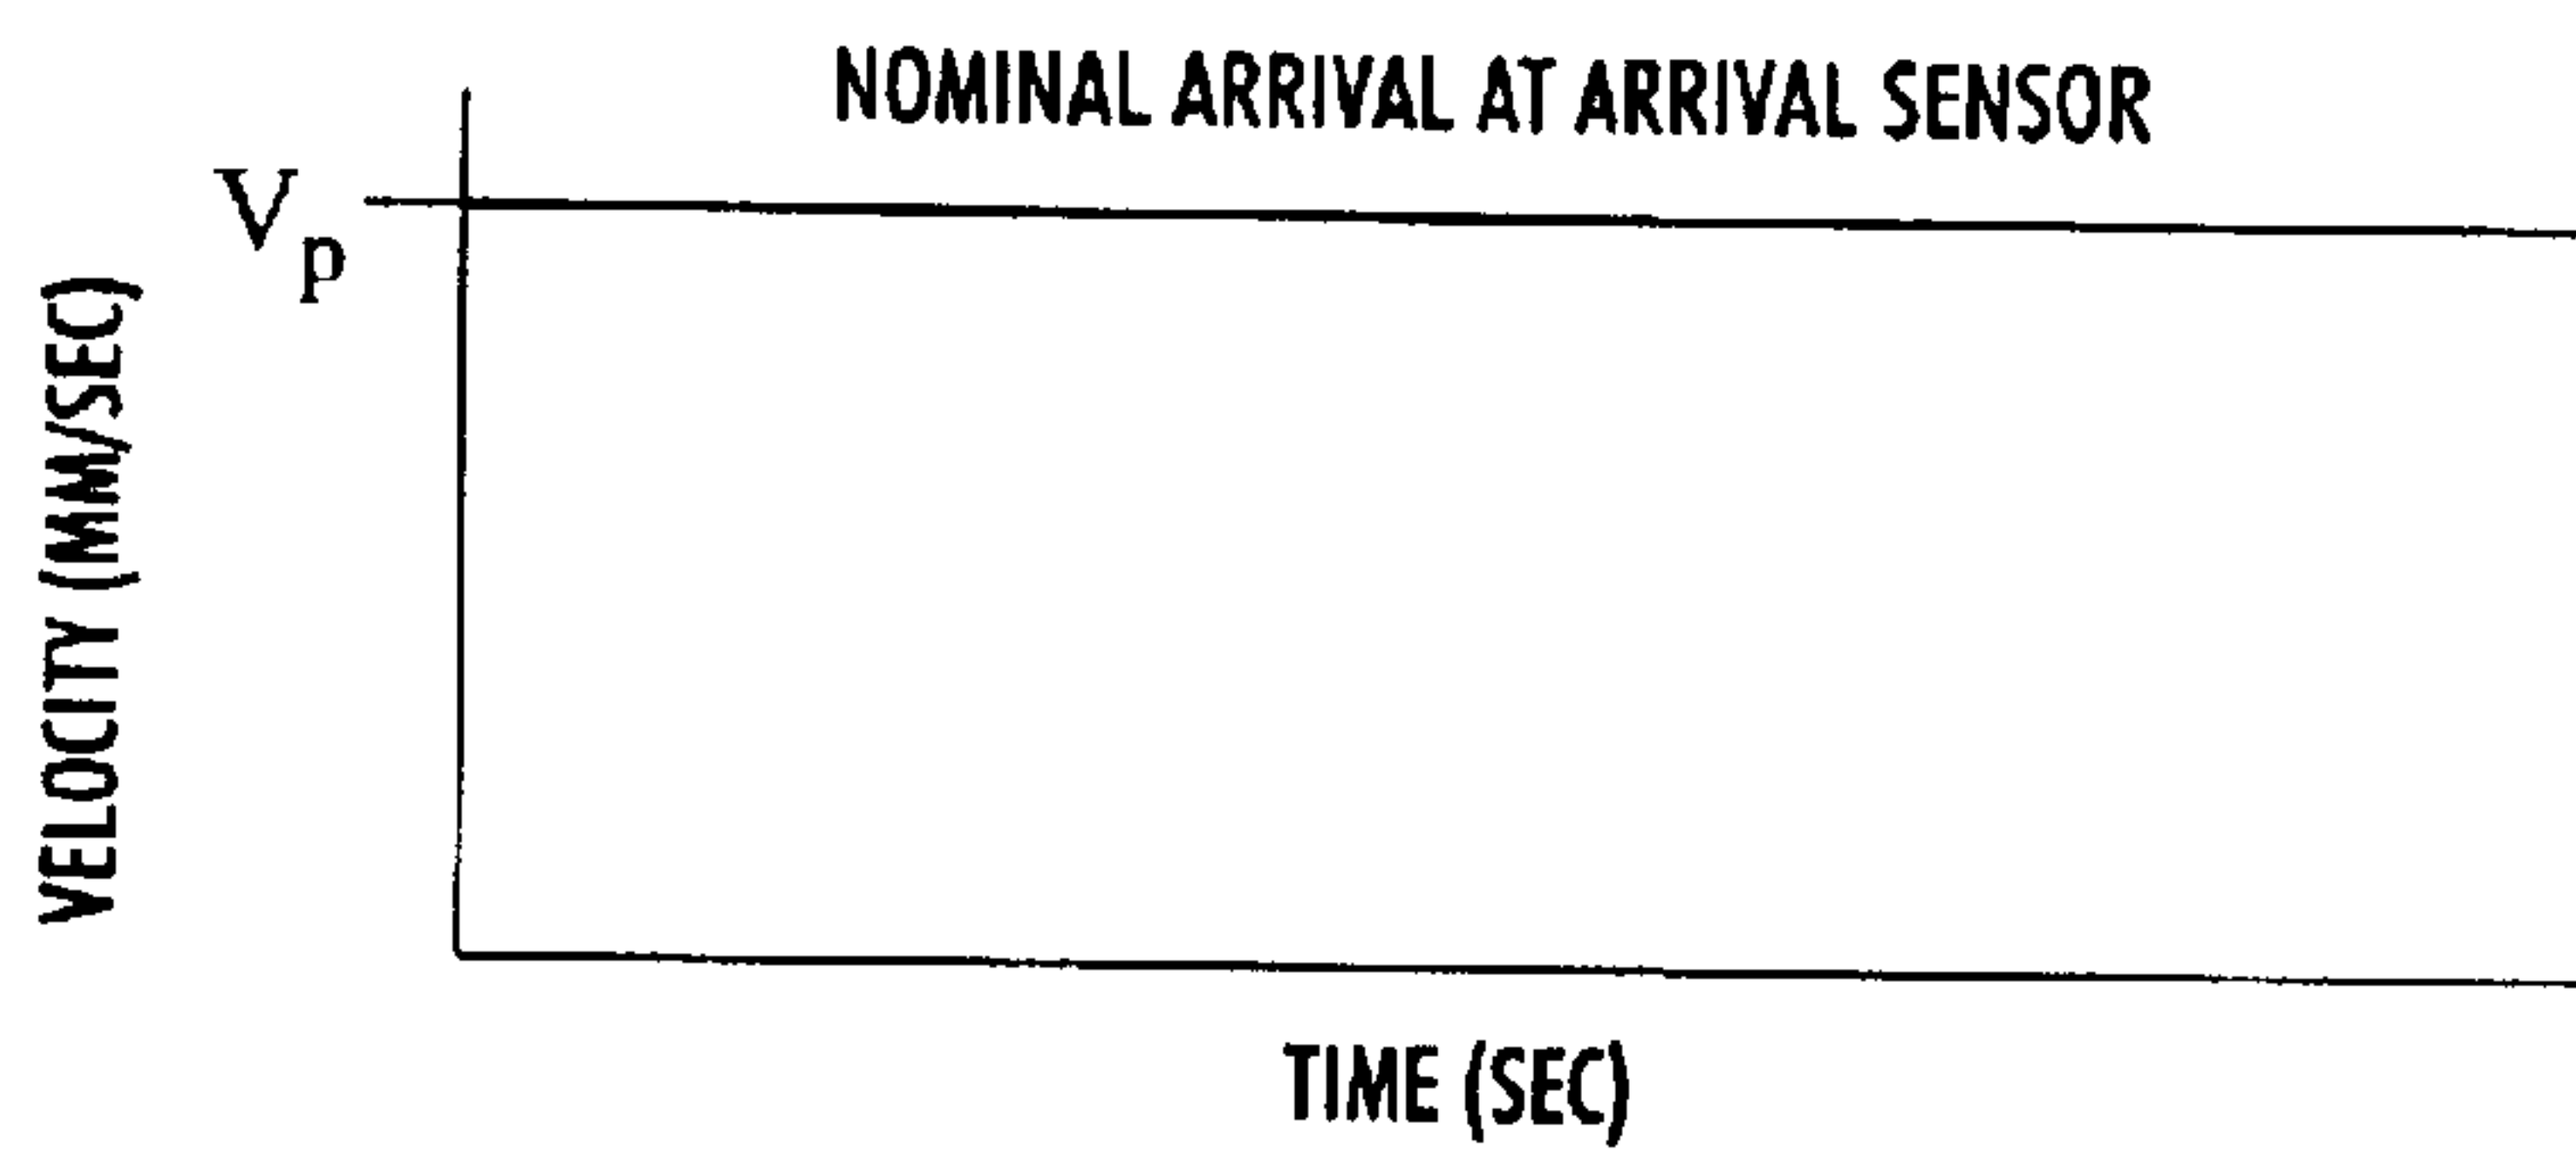 NOMINAL ARRIVAL AT ARRIVAL SENSOR
Vp
VELOCITY (MM/SEC)
TIME (SEC)